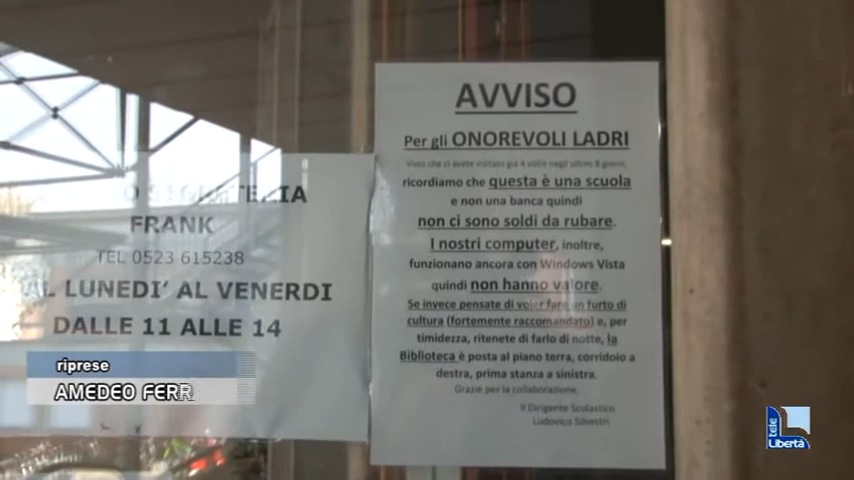 AVVISO
Per gli ONOREVOLI LADRI
Visto che ci avete visitato già 4 volte negli ultimi 8 giorni,
ricordiamo che questa è una scuola
e non una banca quindi
non ci sono soldi da rubare.
I nostri computer, inoltre,
funzionano ancora con Windows Vista
quindi non hanno valore.
Se invece pensate di voler fare un furto di
cultura (fortemente raccomandato) e, per
timidezza, ritenete di farlo di notte, la
Biblioteca è posta al piano terra, corridoio a
destra, prima stanza a sinistra.
Grazie per la collaborazione.
Il Dirigente Scolastico
Ludovico Silvestri
FRANK
TEL 0523 615238
AL LUNEDI' AL VENERDI
DALLE 11 ALLE 14
riprese
AMEDEO FERR
tele
Libertà